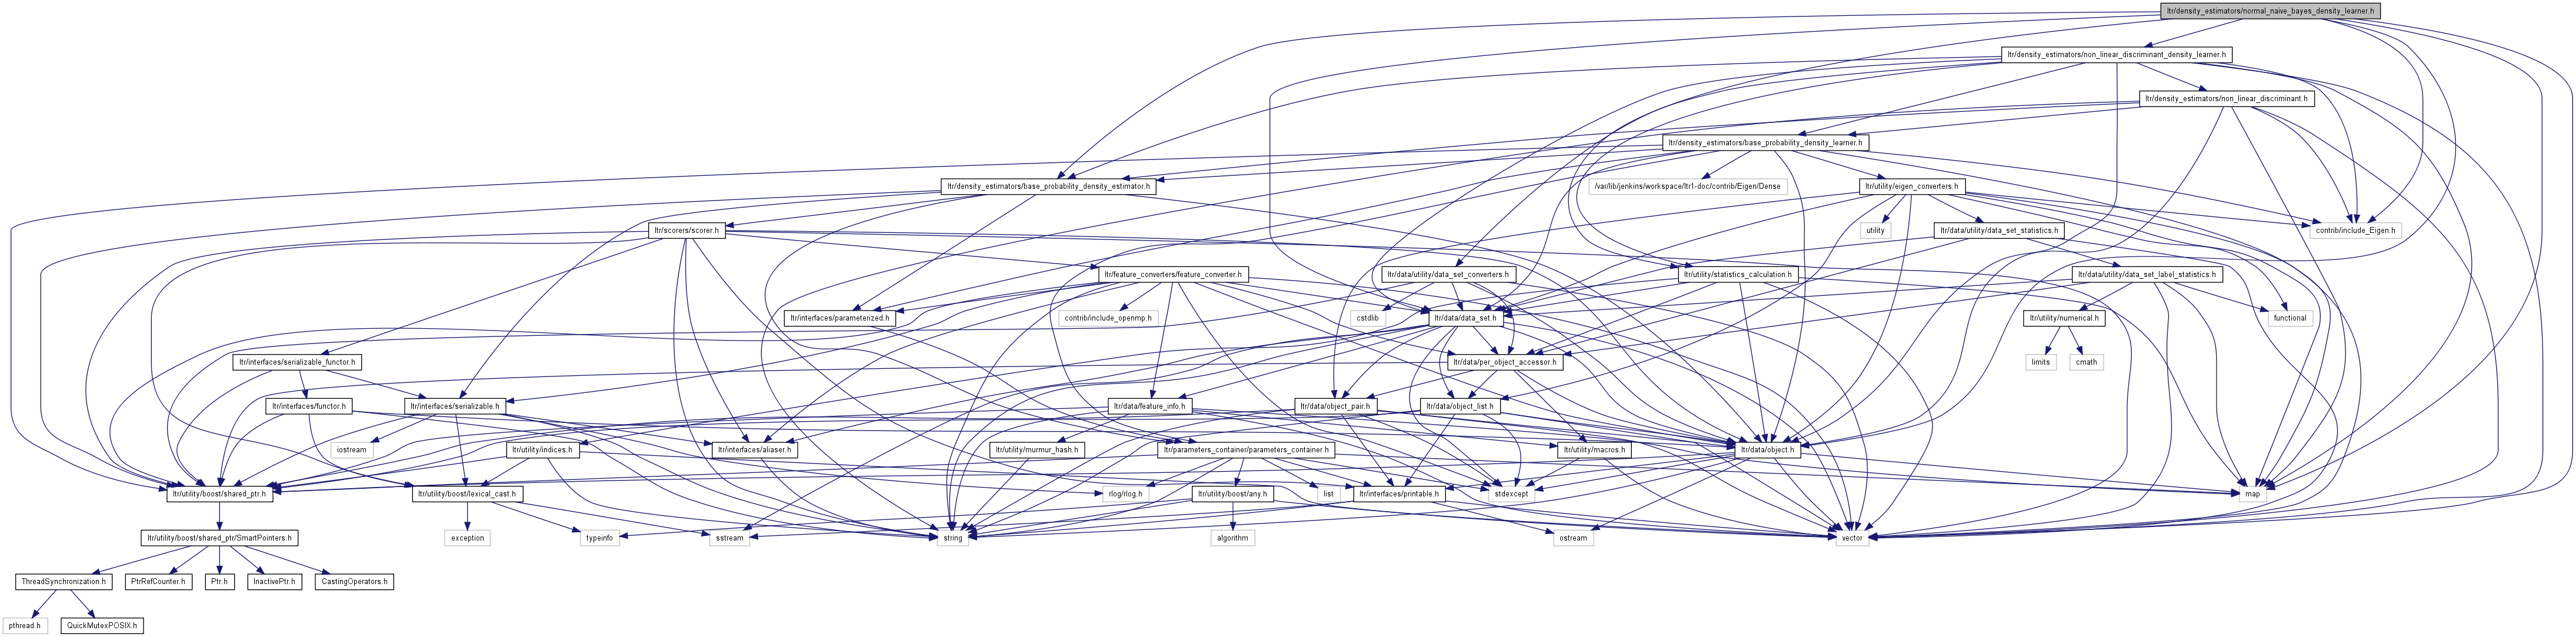 ltr/density_estimators/normal_naive_bayes_density_learner.h
ltr/density_estimators/non_linear_discriminant_density_learner.h
ltr/density_estimators/non_linear_discriminant.h
ltr/density_estimators/base_probability_density_learner.h
ltr/density_estimators/base_probability_density_estimator.h
/var/lib/jenkins/workspace/ltr1-doc/contrib/Eigen/Dense
ltr/utility/eigen_converters.h
ltr/scorers/scorer.h
utility
ltr/data/utility/data_set_statistics.h
contrib/include_Eigen.h
ltr/feature_converters/feature_converter.h
ltr/data/utility/data_set_converters.h
ltr/utility/statistics_calculation.h
ltr/data/utility/data_set_label_statistics.h
ltr/interfaces/parameterized.h
contrib/include_openmp.h
cstdlib
ltr/data/data_set.h
ltr/utility/numerical.h
functional
ltr/interfaces/serializable_functor.h
ltr/data/per_object_accessor.h
limits
cmath
ltr/interfaces/functor.h
ltr/interfaces/serializable.h
ltr/data/feature_info.h
ltr/data/object_pair.h
ltr/data/object_list.h
iostream
ltr/utility/indices.h
ltr/interfaces/aliaser.h
ltr/utility/murmur_hash.h
ltr/parameters_container/parameters_container.h
ltr/utility/macros.h
ltr/data/object.h
ltr/utility/boost/shared_ptr.h
ltr/utility/boost/lexical_cast.h
rlog/rlog.h
ltr/utility/boost/any.h
list
ltr/interfaces/printable.h
stdexcept
map
ltr/utility/boost/shared_ptr/SmartPointers.h
exception
typeinfo
sstream
string
algorithm
ostream
vector
ThreadSynchronization.h
PtrRefCounter.h
Ptr.h
InactivePtr.h
CastingOperators.h
pthread.h
QuickMutexPOSIX.h